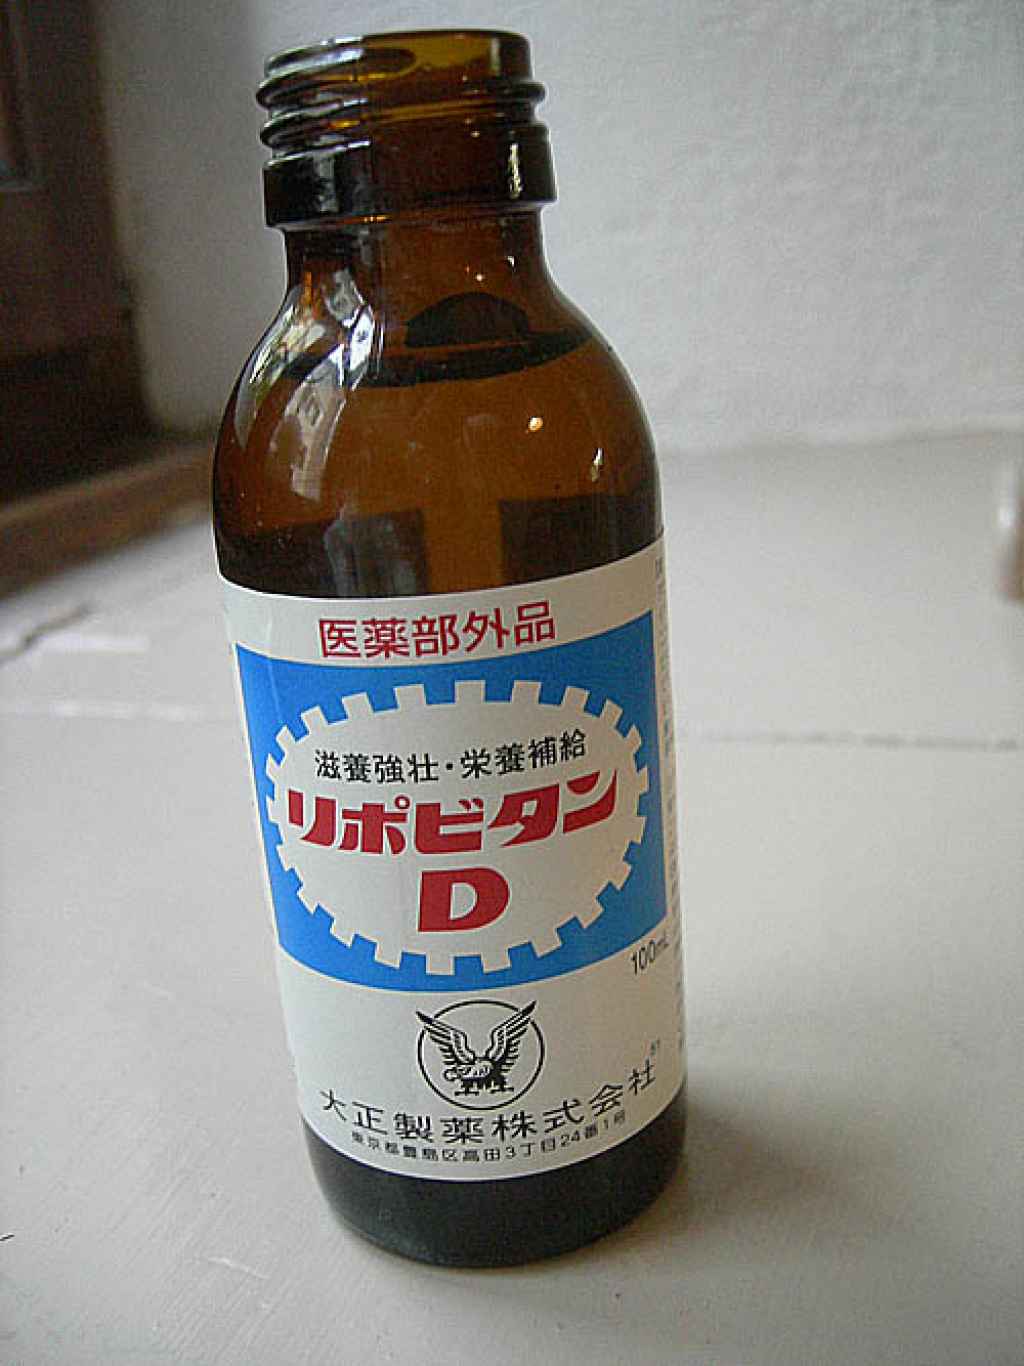 医薬部外品
滋養強壮・栄養補給
リポビタン
D
100mL
大正製薬株式会社
東京都豊島区高田3丁目24番1号